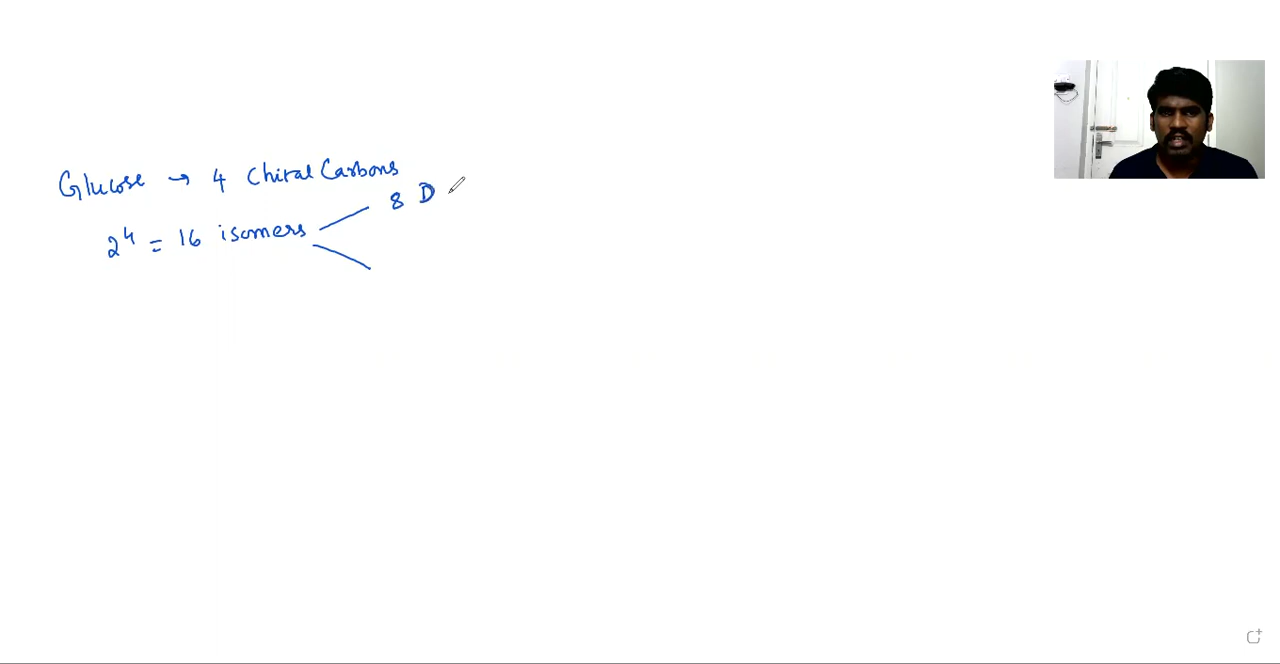 Glucose → 4 Chiral Carbons
2⁴ = 16 isomers
8 D